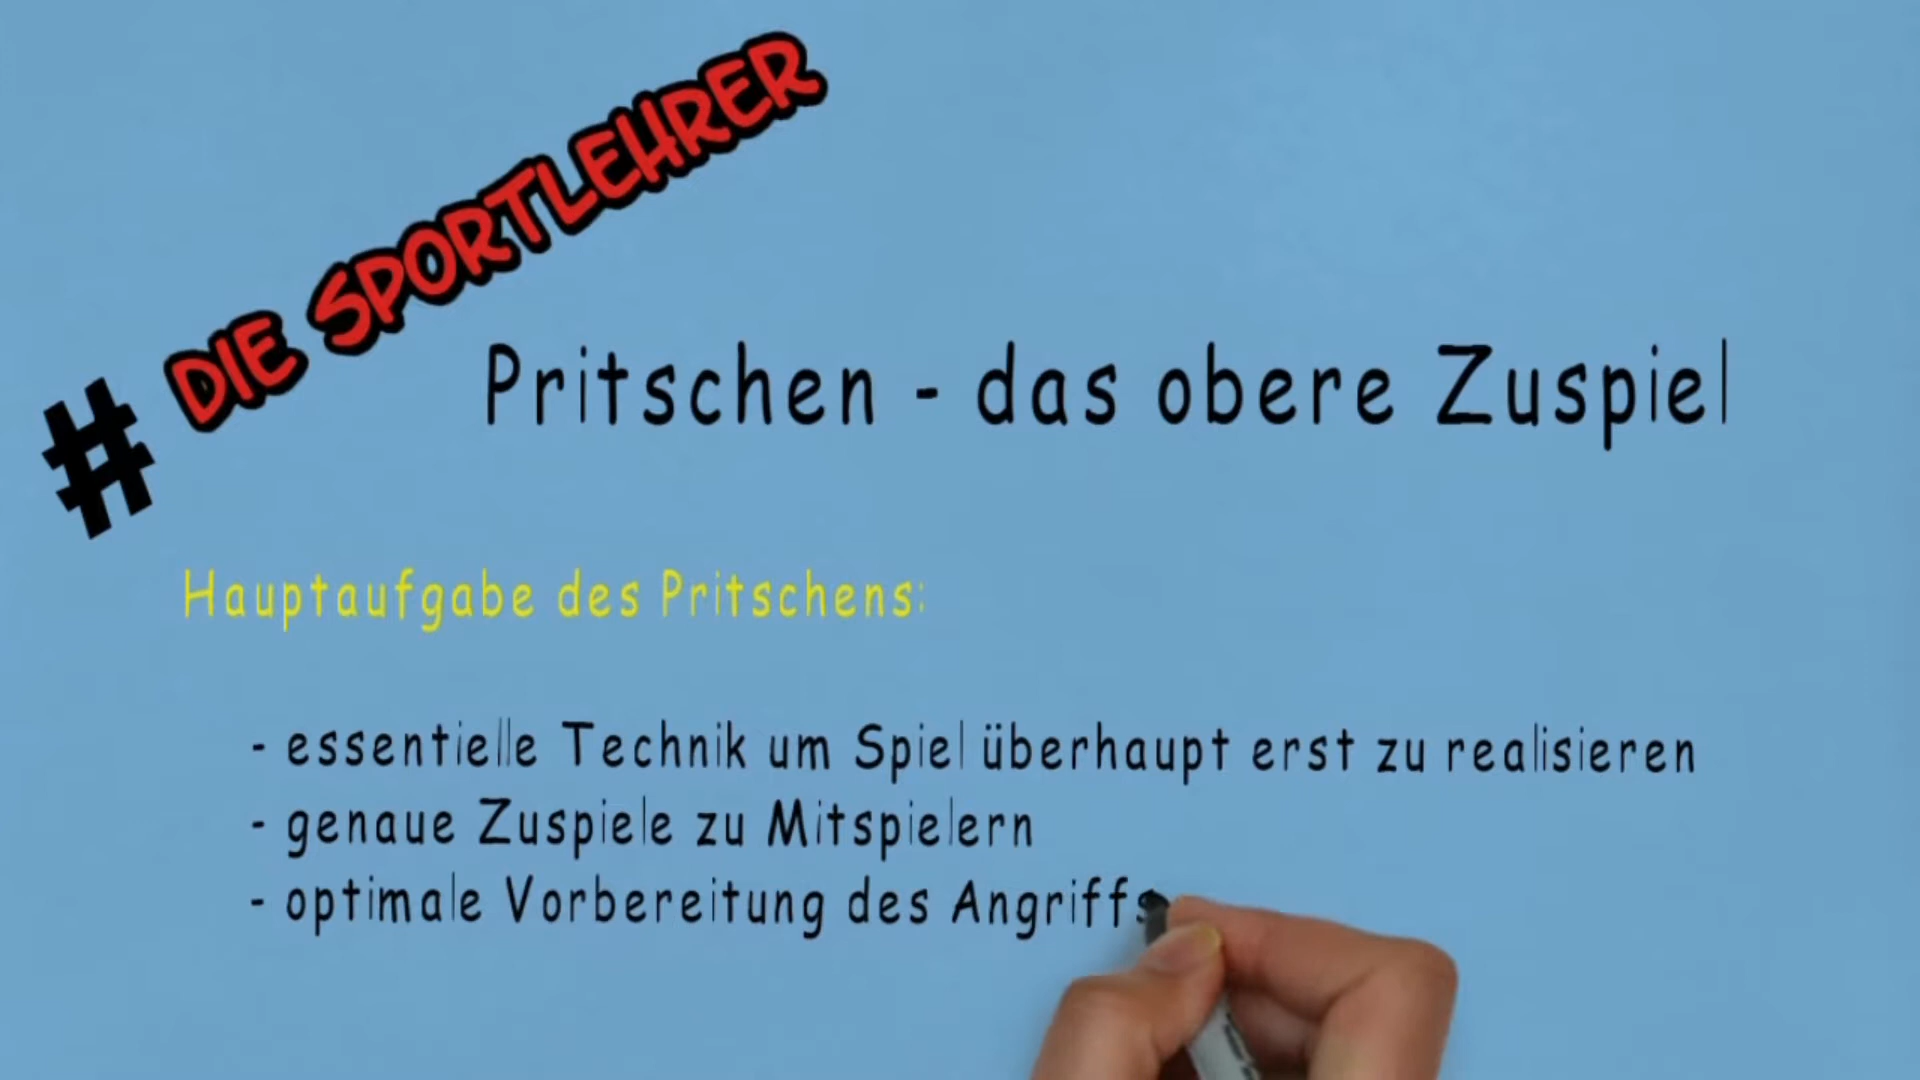 # DIE SPORTLEHRER
Pritschen - das obere Zuspiel
Hauptaufgabe des Pritschens:
- essentielle Technik um Spiel überhaupt erst zu realisieren
- genaue Zuspiele zu Mitspielern
- optimale Vorbereitung des Angriffs